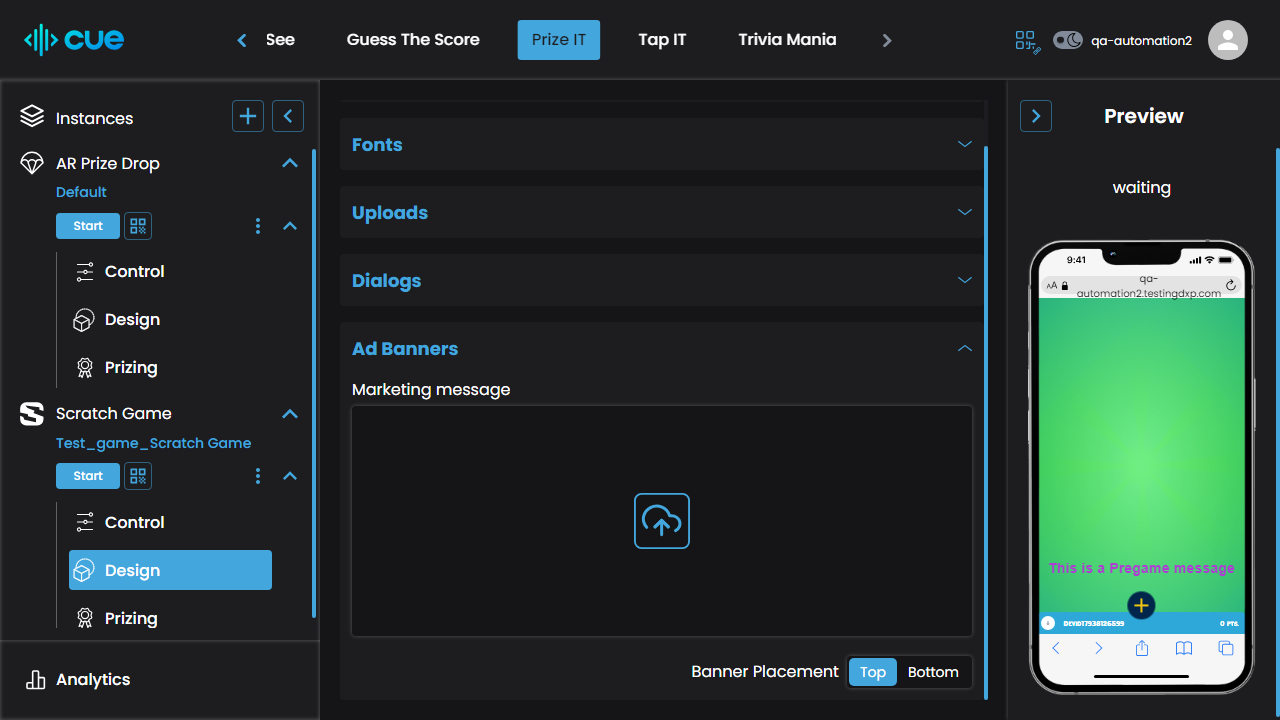 cue
See
Guess The Score
Prize IT
Tap IT
Trivia Mania
qa-automation2
Instances
AR Prize Drop
Default
Start
Control
Design
Prizing
Scratch Game
Test_game_Scratch Game
Start
Control
Design
Prizing
Analytics
Fonts
Uploads
Dialogs
Ad Banners
Marketing message
Banner Placement
Top
Bottom
Preview
waiting
9:41
AA
qa-
automation2.testingdxp.com
This is a Pregame message
0 PTS.